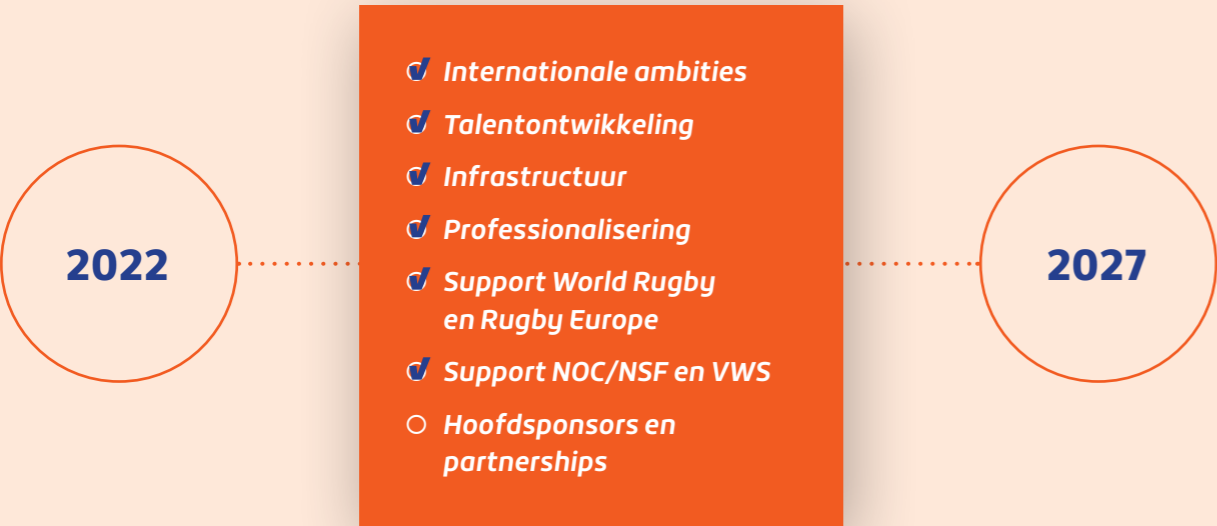 2022
Internationale ambities
Talentontwikkeling
Infrastructuur
Professionalisering
Support World Rugby
en Rugby Europe
Support NOC/NSF en VWS
Hoofdsponsors en
partnerships
2027